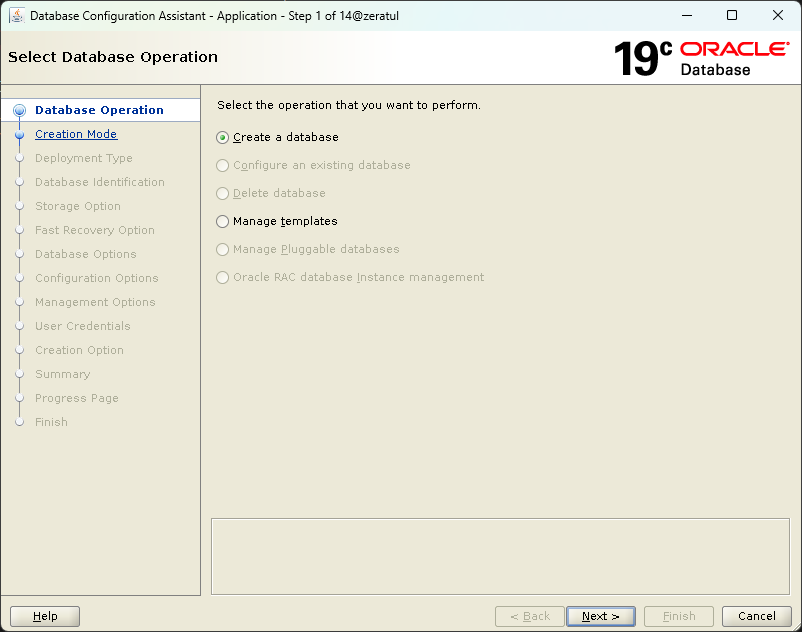 Database Configuration Assistant - Application - Step 1 of 14@zeratul
Select Database Operation
19c ORACLE
Database
Database Operation
Creation Mode
Deployment Type
Database Identification
Storage Option
Fast Recovery Option
Database Options
Configuration Options
Management Options
User Credentials
Creation Option
Summary
Progress Page
Finish
Select the operation that you want to perform.
Create a database
Configure an existing database
Delete database
Manage templates
Manage Pluggable databases
Oracle RAC database Instance management
Help < Back Next > Finish Cancel